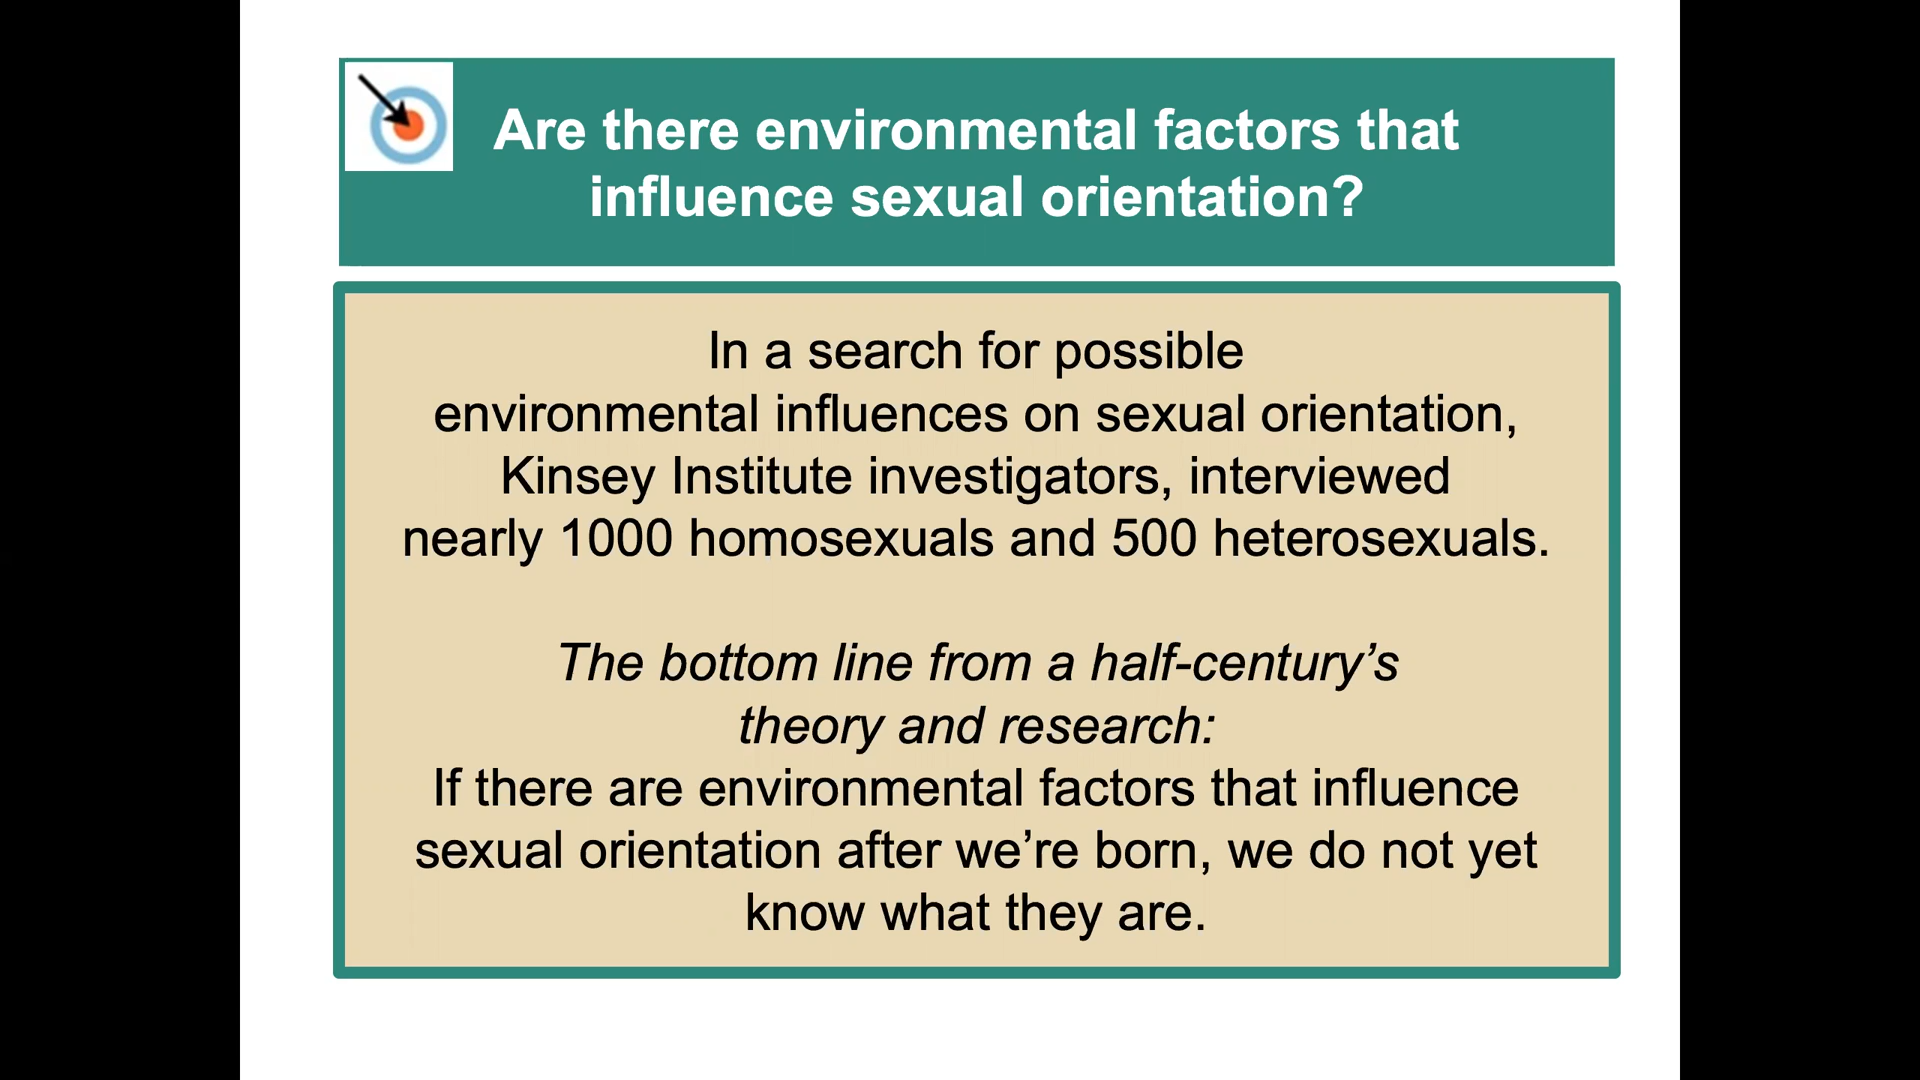 Are there environmental factors that
influence sexual orientation?
In a search for possible
environmental influences on sexual orientation,
Kinsey Institute investigators, interviewed
nearly 1000 homosexuals and 500 heterosexuals.
The bottom line from a half-century’s
theory and research:
If there are environmental factors that influence
sexual orientation after we’re born, we do not yet
know what they are.